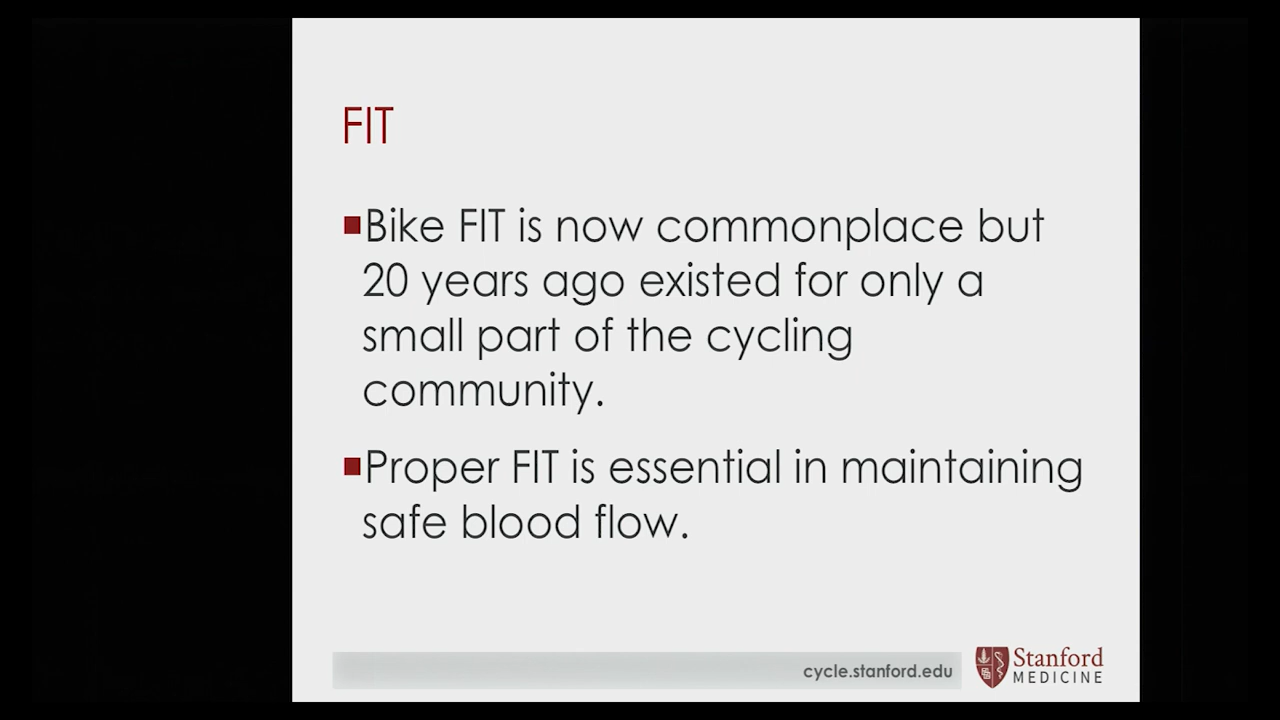 FIT
Bike FIT is now commonplace but
20 years ago existed for only a
small part of the cycling
community.
Proper FIT is essential in maintaining
safe blood flow.
cycle.stanford.edu
Stanford
MEDICINE